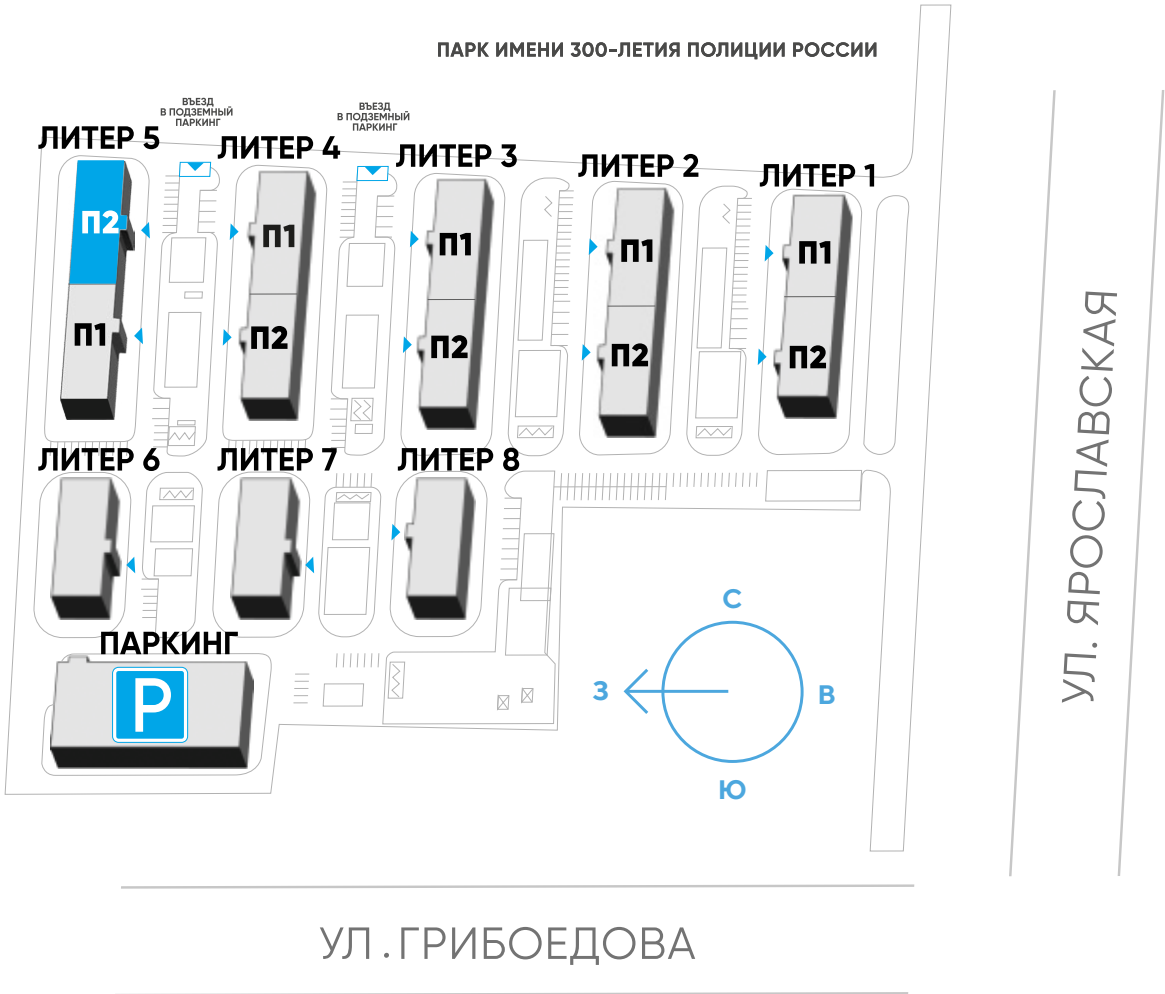 ПАРК ИМЕНИ 300-ЛЕТИЯ ПОЛИЦИИ РОССИИ
ВЪЕЗД
В ПОДЗЕМНЫЙ
ПАРКИНГ
ВЪЕЗД
В ПОДЗЕМНЫЙ
ПАРКИНГ
ЛИТЕР 5
ЛИТЕР 4
ЛИТЕР 3
ЛИТЕР 2
ЛИТЕР 1
П2
П1
П1
П1
П1
П1
П2
П2
П2
П2
ЛИТЕР 6
ЛИТЕР 7
ЛИТЕР 8
ПАРКИНГ
P
С
З
В
Ю
УЛ. ЯРОСЛАВСКАЯ
УЛ. ГРИБОЕДОВА